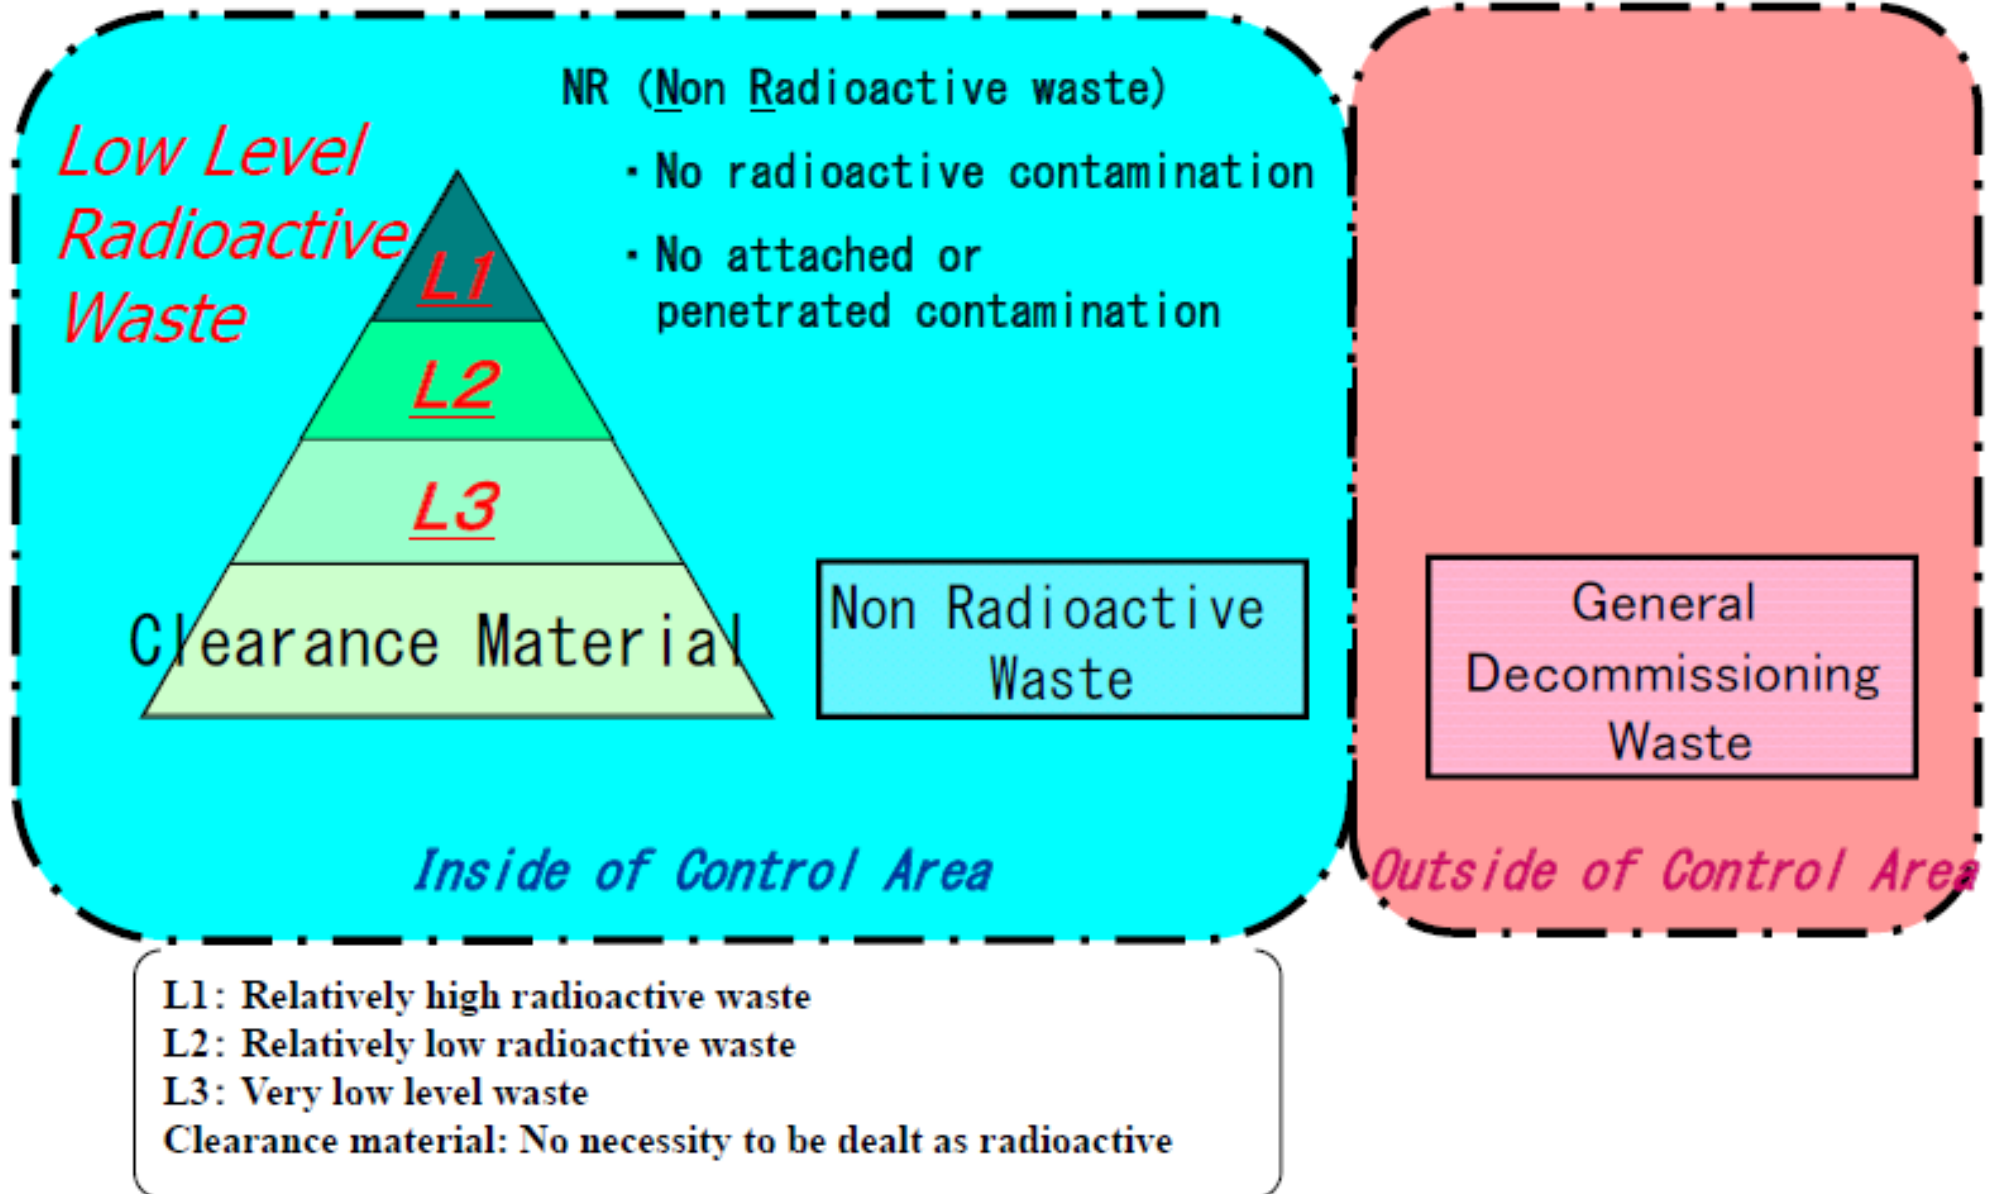 NR (Non Radioactive waste)
・No radioactive contamination
・No attached or
penetrated contamination
Low Level
Radioactive
Waste
L1
L2
L3
Clearance Material
Non Radioactive
Waste
General
Decommissioning
Waste
Inside of Control Area
Outside of Control Area
L1: Relatively high radioactive waste
L2: Relatively low radioactive waste
L3: Very low level waste
Clearance material: No necessity to be dealt as radioactive